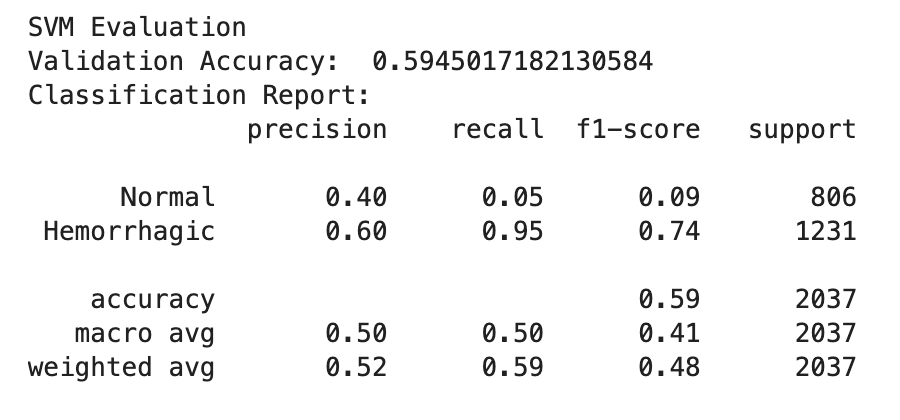 SVM Evaluation
Validation Accuracy:  0.5945017182130584
Classification Report:
              precision    recall  f1-score   support

      Normal       0.40      0.05      0.09       806
 Hemorrhagic       0.60      0.95      0.74      1231

    accuracy                           0.59      2037
   macro avg       0.50      0.50      0.41      2037
weighted avg       0.52      0.59      0.48      2037